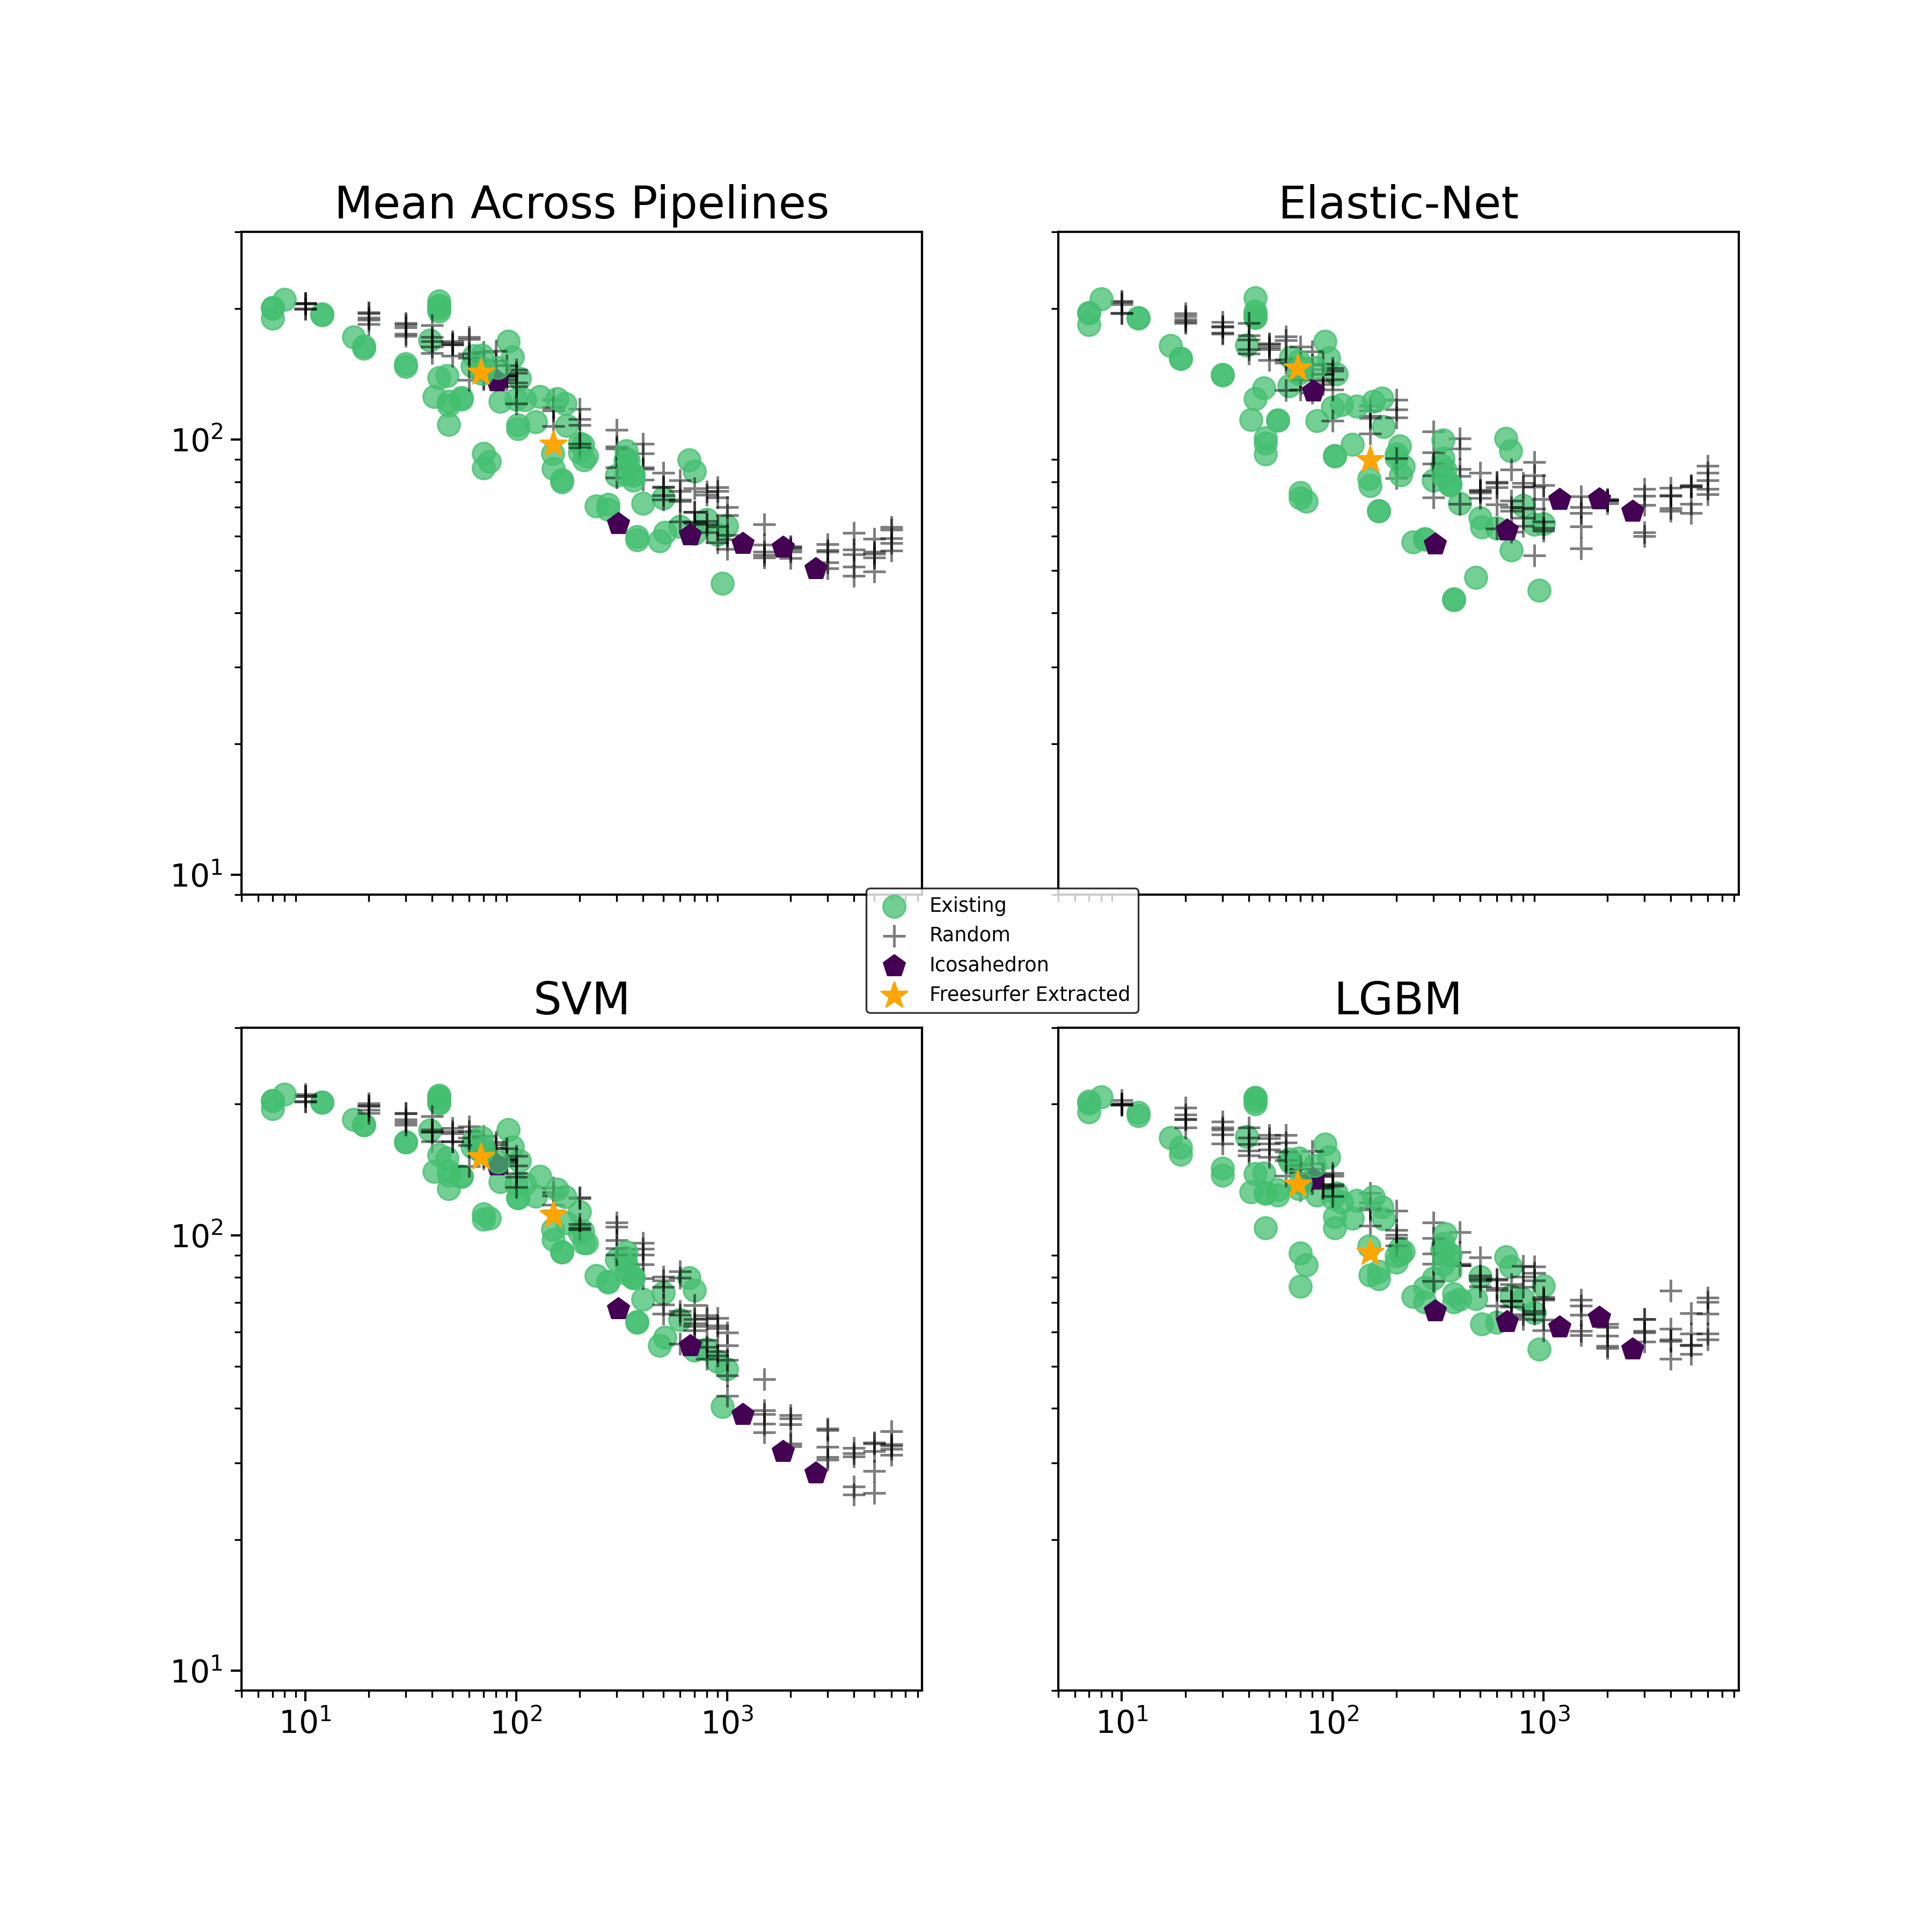 Mean Across Pipelines
Elastic-Net
10²
10¹
Existing
Random
Icosahedron
Freesurfer Extracted
SVM
LGBM
10²
10¹
10¹ 10² 10³
10¹ 10² 10³